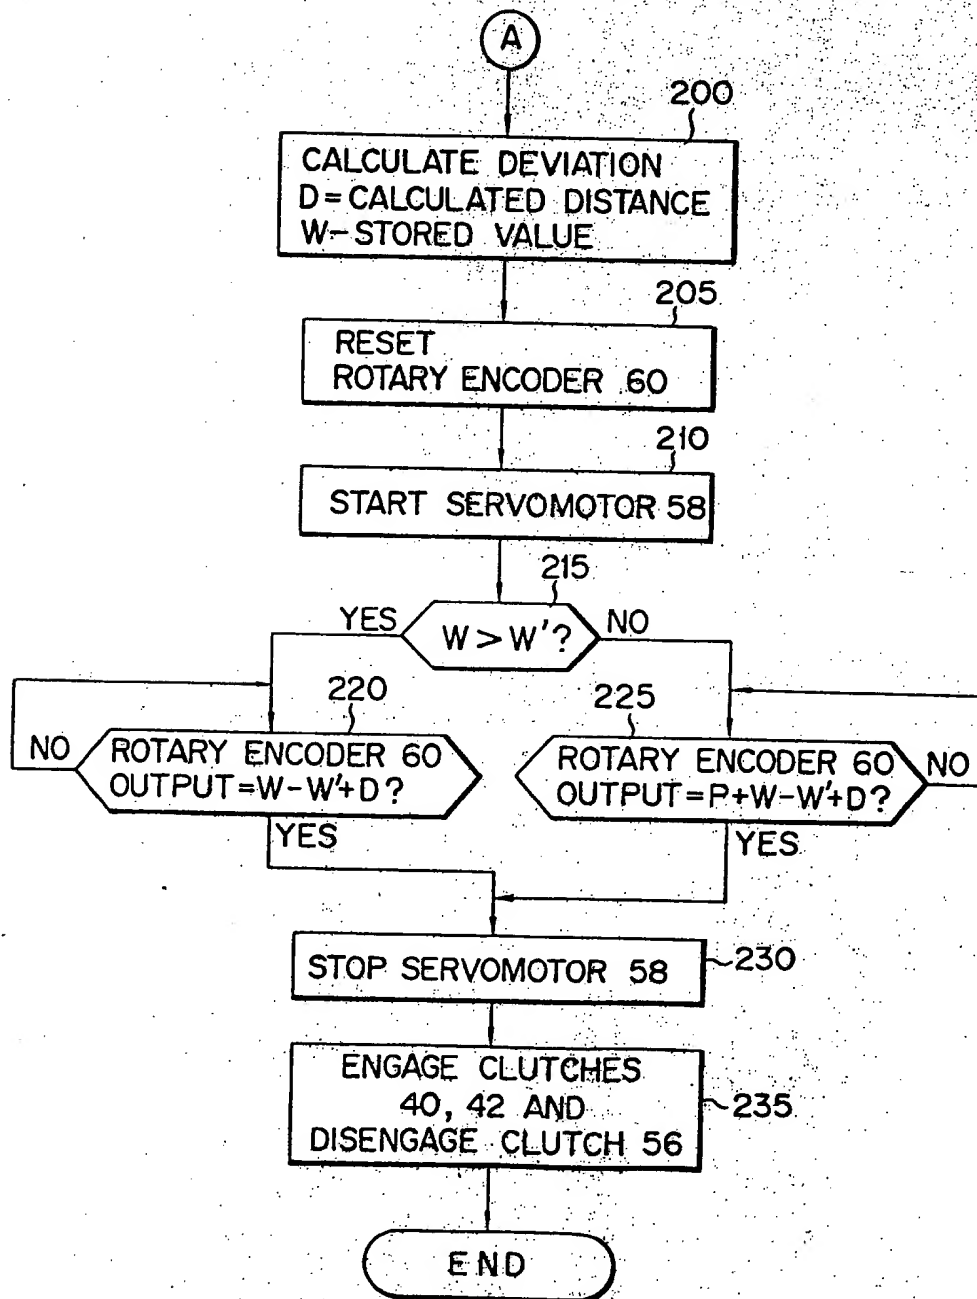 A
200
CALCULATE DEVIATION
D=CALCULATED DISTANCE
W-STORED VALUE
205
RESET
ROTARY ENCODER 60
210
START SERVOMOTOR 58
215
YES
W > W'?
NO
220
NO
ROTARY ENCODER 60
OUTPUT=W-W'+D?
YES
225
ROTARY ENCODER 60
OUTPUT=P+W-W'+D?
NO
YES
STOP SERVOMOTOR 58
230
ENGAGE CLUTCHES
40, 42 AND
DISENGAGE CLUTCH 56
235
END